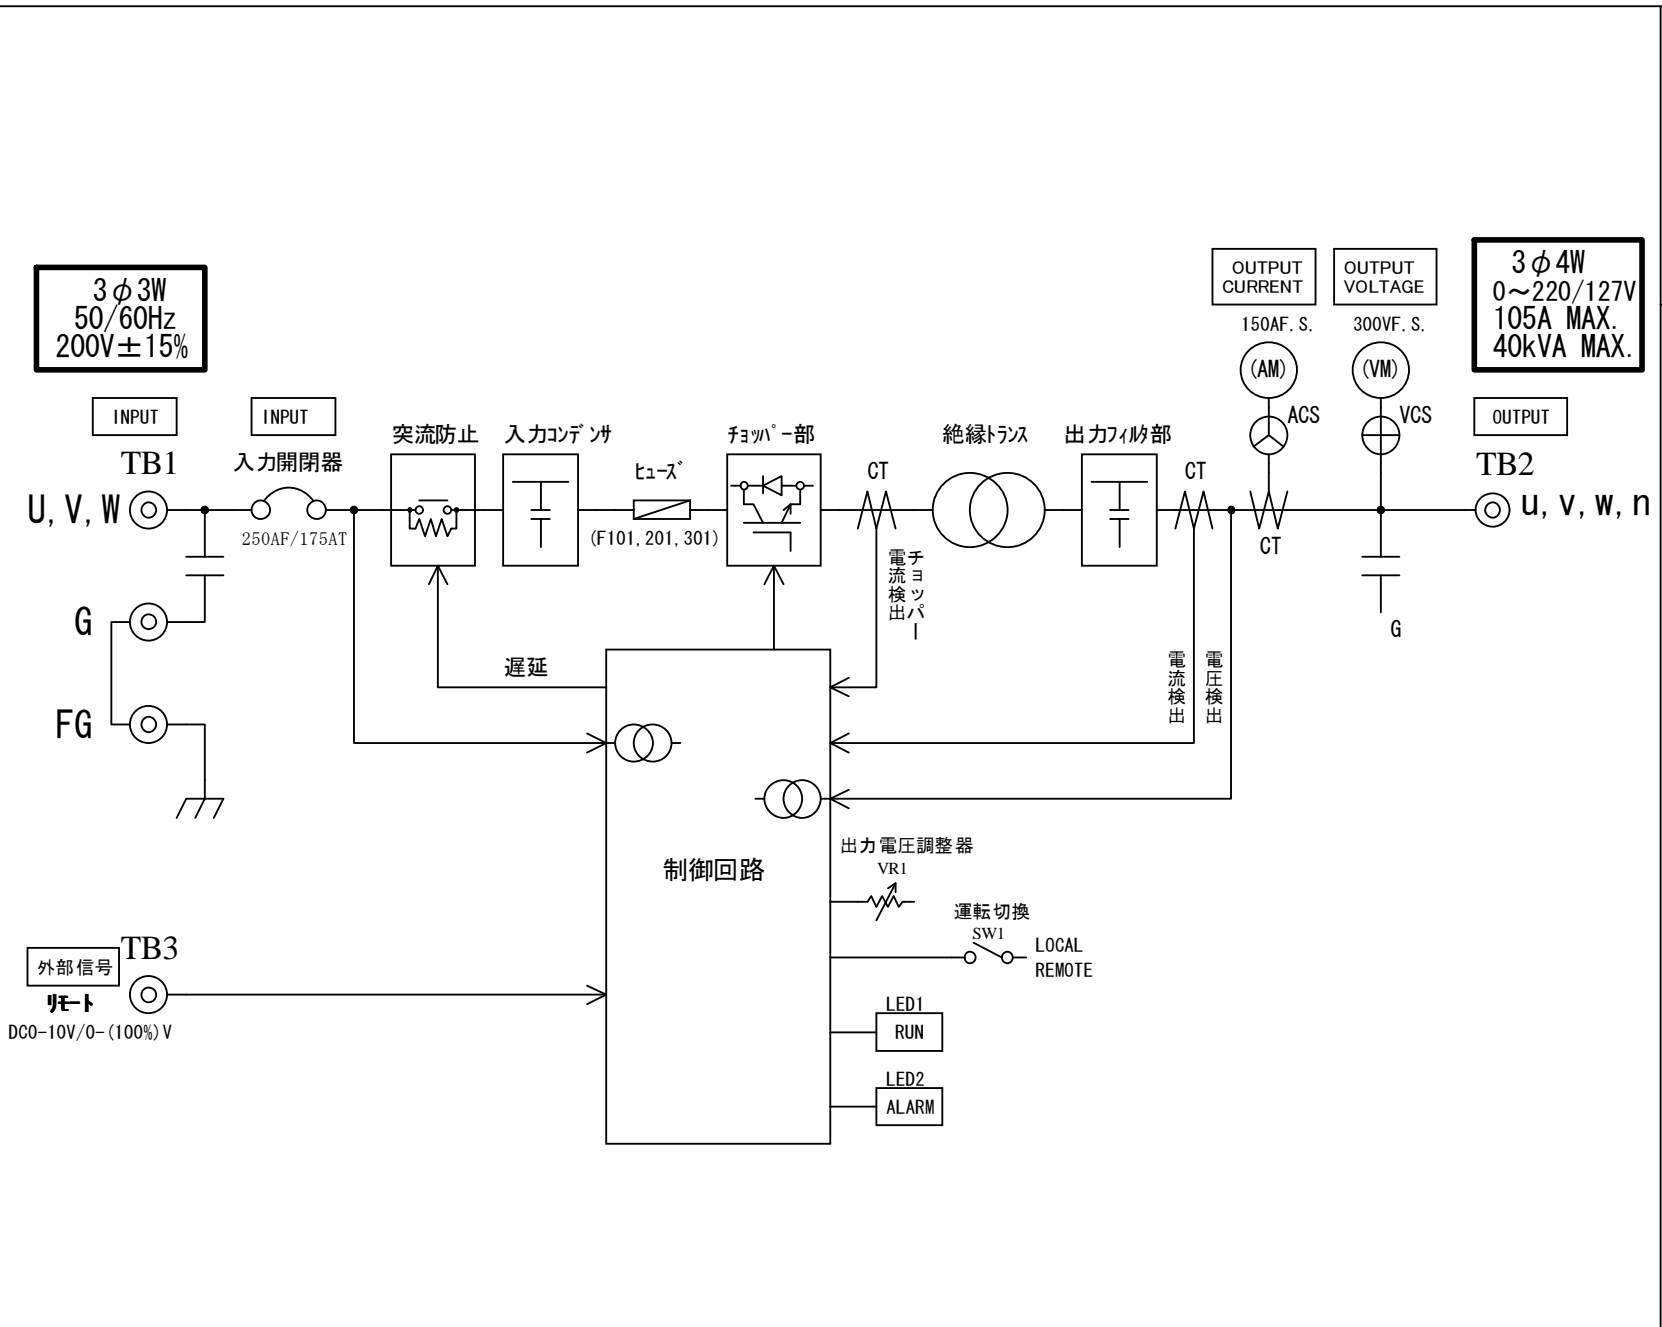 3φ3W
50/60Hz
200V±15%
INPUT
TB1
U,V,W
G
FG
INPUT
入力開閉器
250AF/175AT
突流防止
入力コンデンサ
ヒューズ
(F101,201,301)
チョッパー部
CT
チョッパー
電流検出
絶縁トランス
出力フィルタ部
CT
電流検出
電圧検出
OUTPUT
CURRENT
150AF.S.
(AM)
ACS
CT
OUTPUT
VOLTAGE
300VF.S.
(VM)
VCS
G
3φ4W
0～220/127V
105A MAX.
40kVA MAX.
OUTPUT
TB2
u,v,w,n
遅延
制御回路
出力電圧調整器
VR1
運転切換
SW1
LOCAL
REMOTE
LED1
RUN
LED2
ALARM
TB3
外部信号
リモート
DC0-10V/0-(100%)V